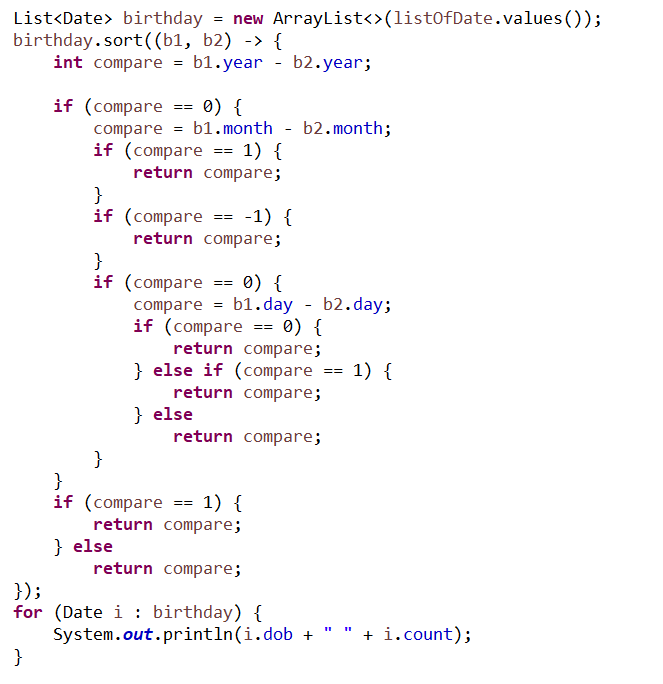 List<Date> birthday = new ArrayList<>(listOfDate.values());
birthday.sort((b1, b2) -> {
    int compare = b1.year - b2.year;

    if (compare == 0) {
        compare = b1.month - b2.month;
        if (compare == 1) {
            return compare;
        }
        if (compare == -1) {
            return compare;
        }
        if (compare == 0) {
            compare = b1.day - b2.day;
            if (compare == 0) {
                return compare;
            } else if (compare == 1) {
                return compare;
            } else
                return compare;
        }
    }
    if (compare == 1) {
        return compare;
    } else
        return compare;
});
for (Date i : birthday) {
    System.out.println(i.dob + " " + i.count);
}